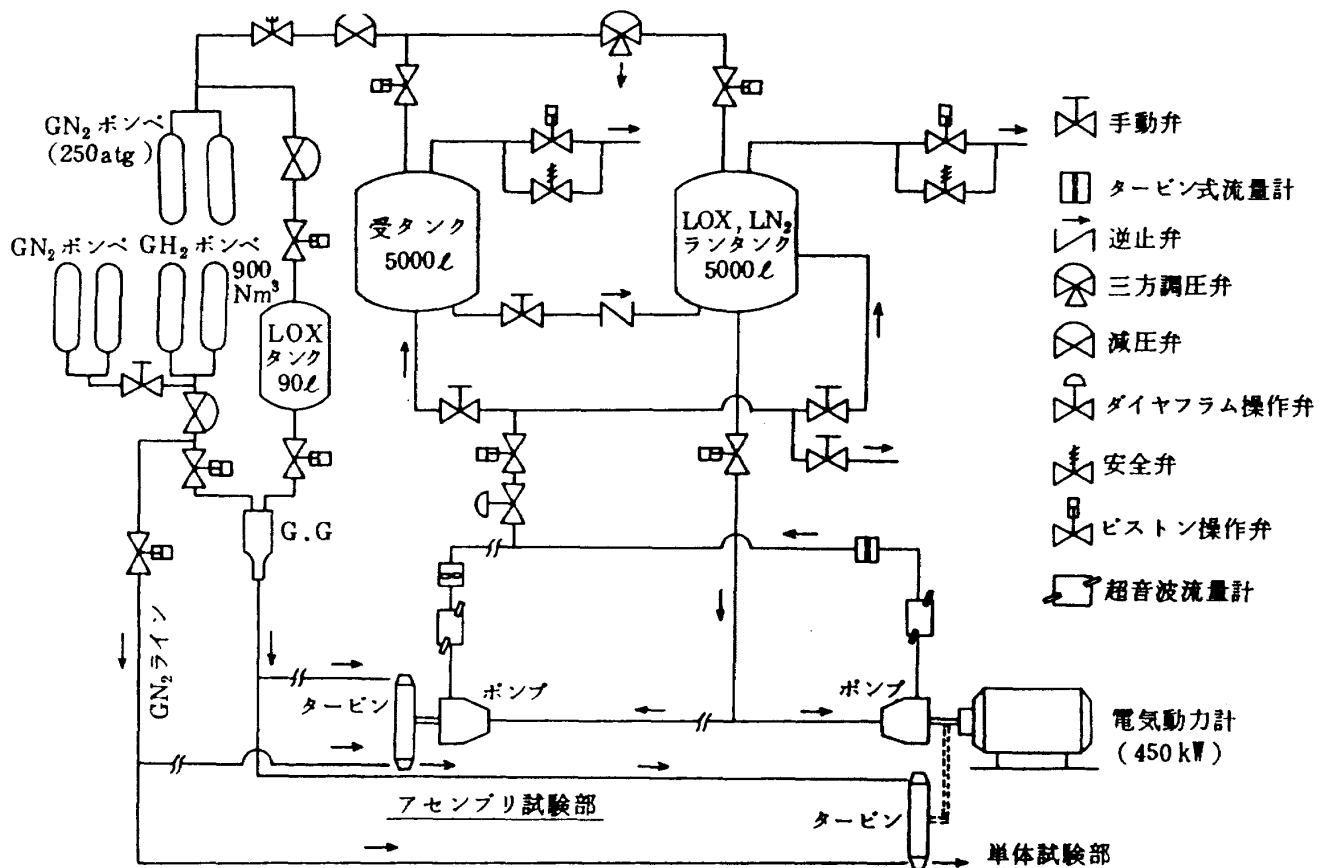 GN₂ ボンベ
(250atg)
GN₂ボンベ
GH₂ボンベ
900
Nm³
LOX
タンク
90ℓ
受タンク
5000ℓ
LOX, LN₂
ランタンク
5000ℓ
G.G
GN₂ライン
タービン
ポンプ
ポンプ
電気動力計
(450kW)
アセンブリ試験部
タービン
単体試験部
手動弁
タービン式流量計
逆止弁
三方調圧弁
減圧弁
ダイヤフラム操作弁
安全弁
ピストン操作弁
超音波流量計